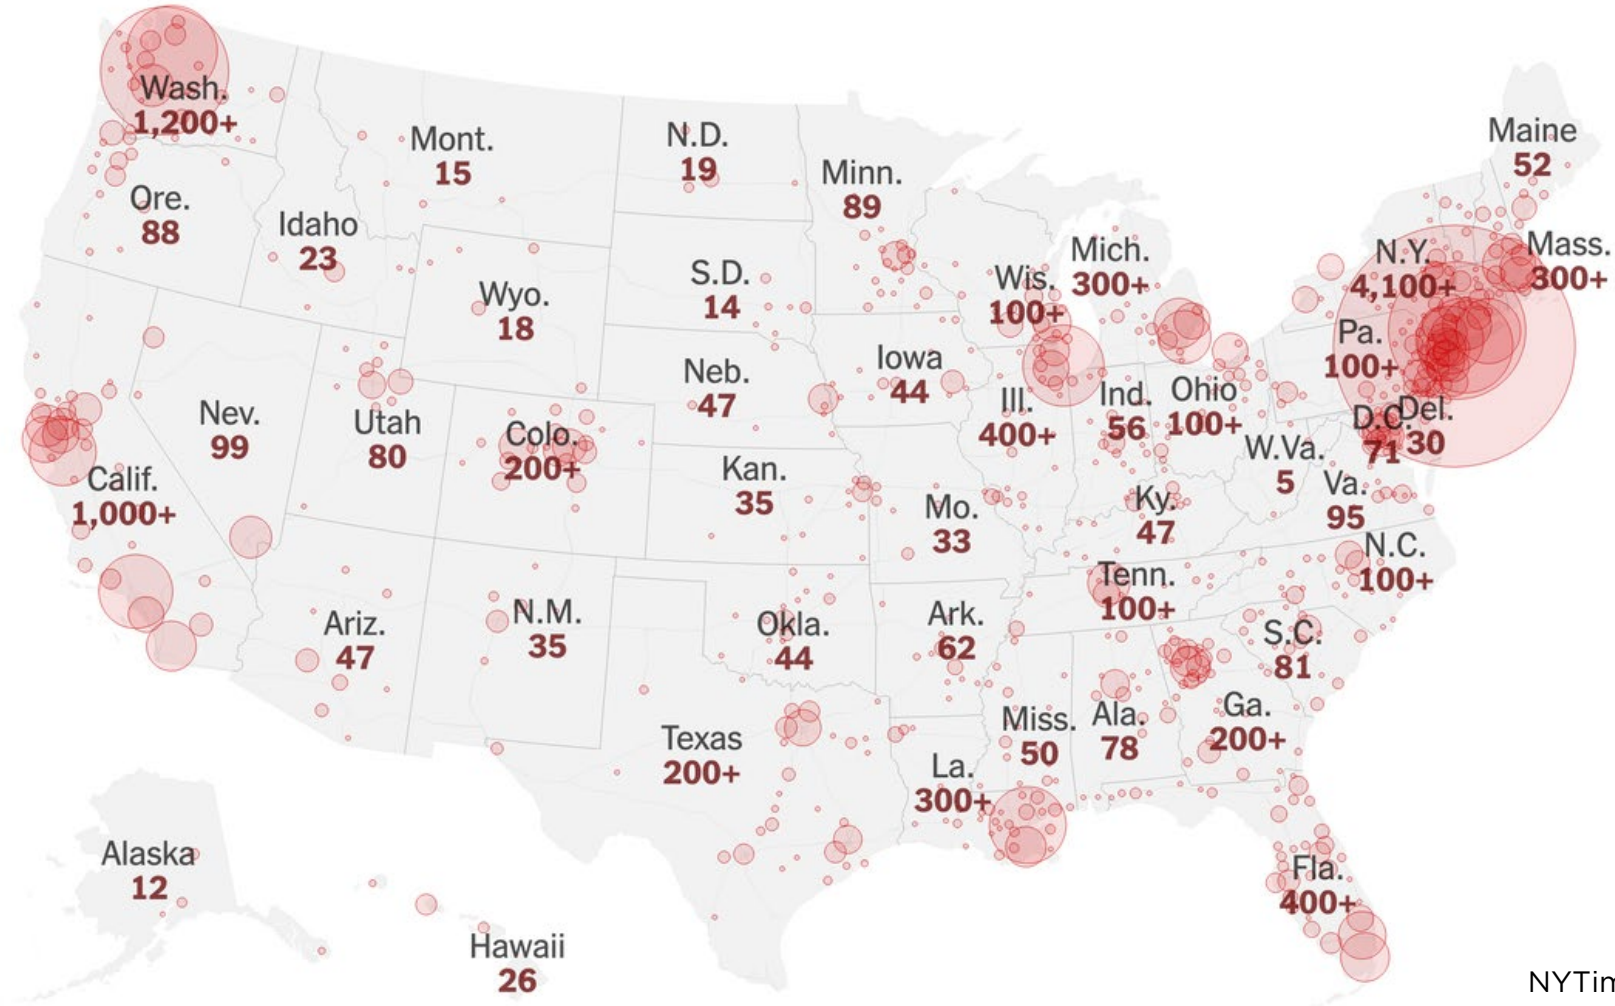 Wash.
1,200+
Mont.
15
N.D.
19
Minn.
89
Maine
52
Ore.
88
Idaho
23
Wyo.
18
S.D.
14
Wis.
100+
Mich.
300+
N.Y.
4,100+
Mass.
300+
Pa.
100+
Nev.
99
Utah
80
Colo.
200+
Neb.
47
Iowa
44
Ill.
400+
Ind.
56
Ohio
100+
D.C.
71
Del.
30
W.Va.
5
Va.
95
Calif.
1,000+
Kan.
35
Mo.
33
Ky.
47
N.C.
100+
Tenn.
100+
Ariz.
47
N.M.
35
Okla.
44
Ark.
62
S.C.
81
Texas
200+
La.
300+
Miss.
50
Ala.
78
Ga.
200+
Fla.
400+
Alaska
12
Hawaii
26
NYTim